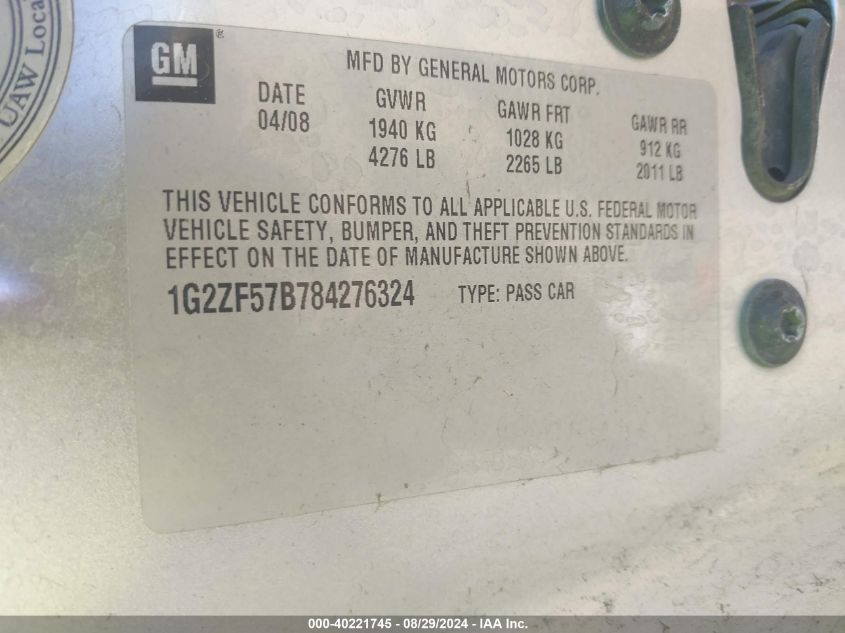 UAW Local
GM
®
MFD BY GENERAL MOTORS CORP.
DATE GVWR GAWR FRT GAWR RR
04/08 1940 KG 1028 KG 912 KG
4276 LB 2265 LB 2011 LB
THIS VEHICLE CONFORMS TO ALL APPLICABLE U.S. FEDERAL MOTOR
VEHICLE SAFETY, BUMPER, AND THEFT PREVENTION STANDARDS IN
EFFECT ON THE DATE OF MANUFACTURE SHOWN ABOVE.
1G2ZF57B784276324 TYPE: PASS CAR
000-40221745 - 08/29/2024 - IAA Inc.